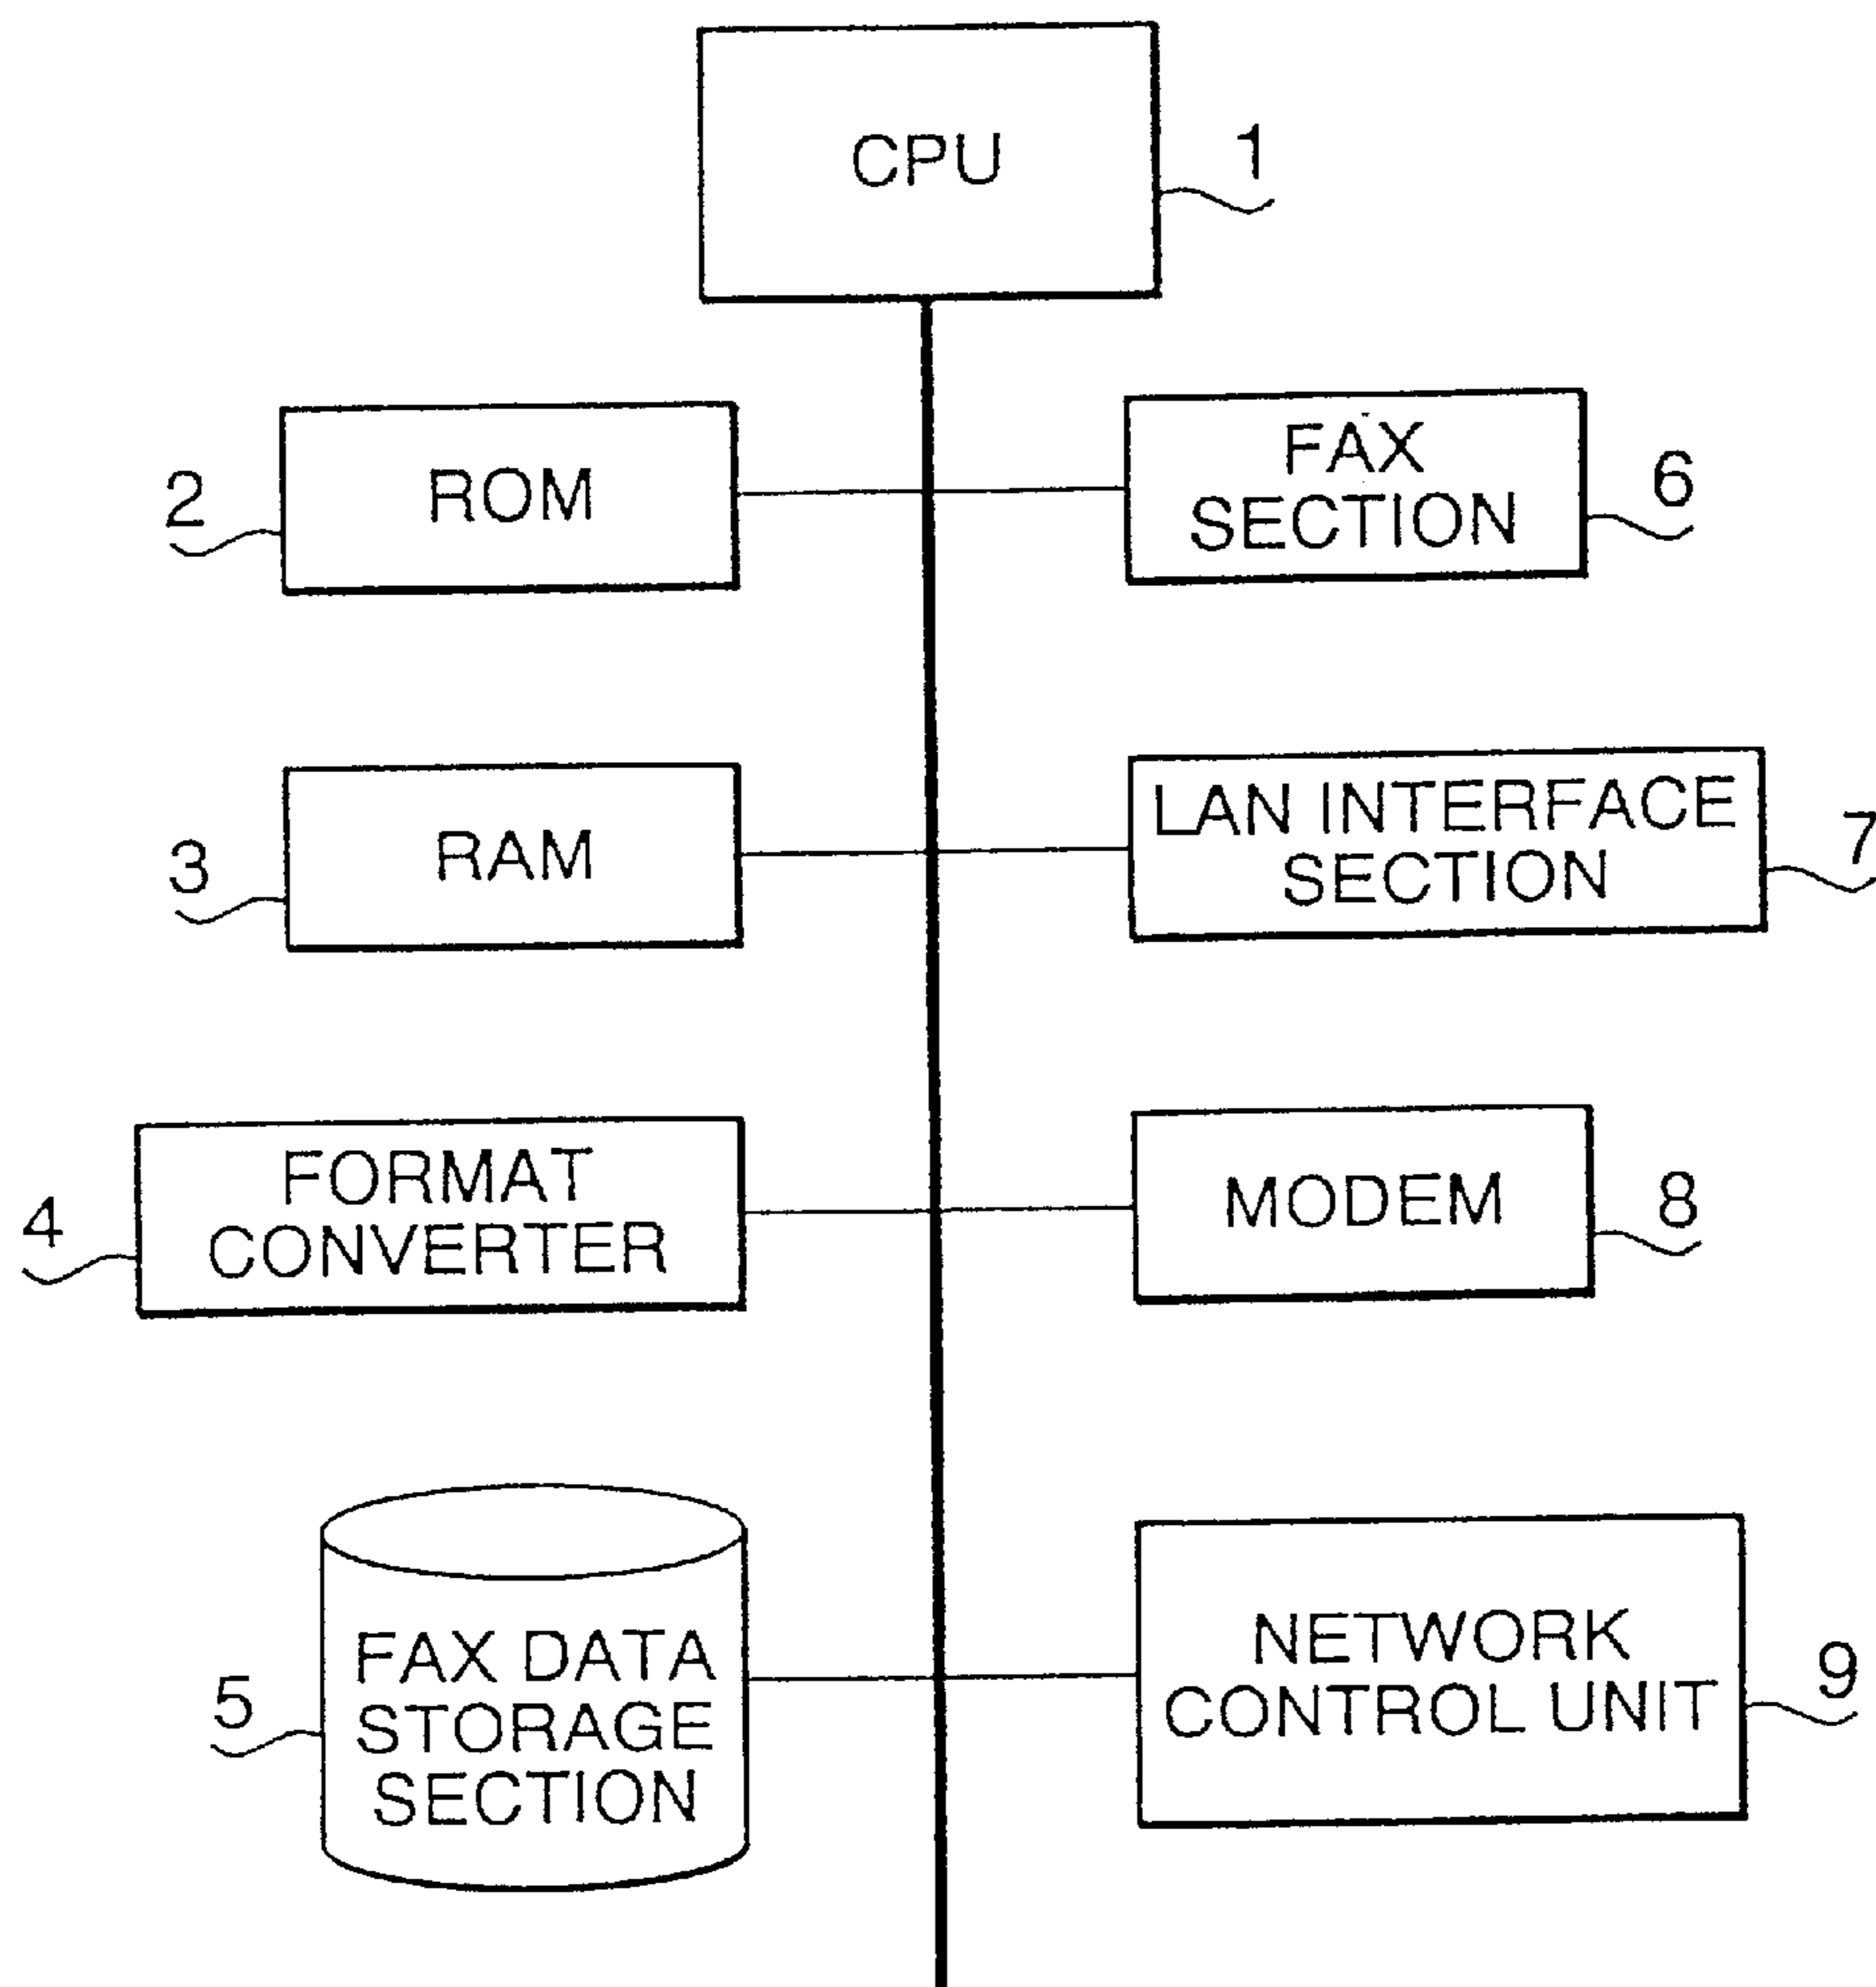 CPU
1
ROM
2
FAX
SECTION
6
RAM
3
LAN INTERFACE
SECTION
7
FORMAT
CONVERTER
4
MODEM
8
FAX DATA
STORAGE
SECTION
5
NETWORK
CONTROL UNIT
9